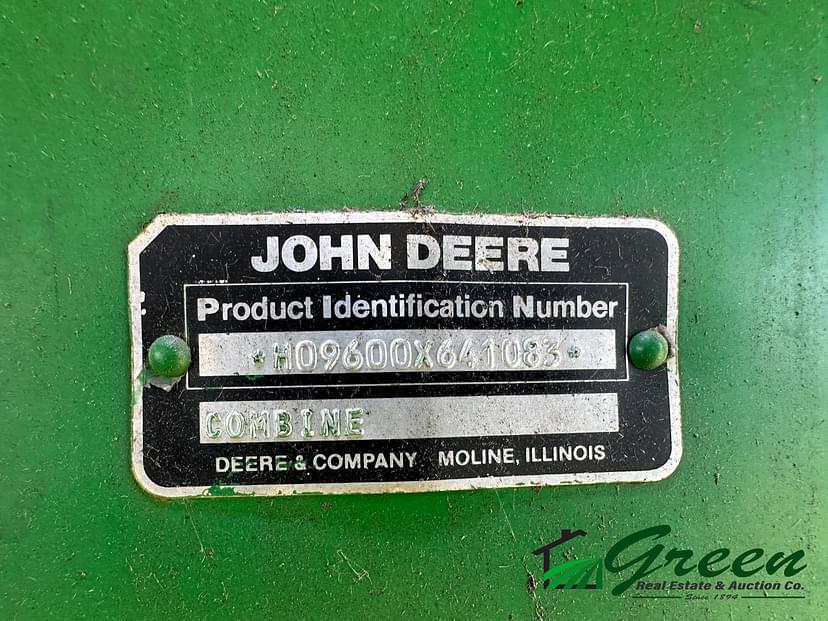 JOHN DEERE
Product Identification Number
*H09600X641083*
COMBINE
DEERE & COMPANY MOLINE, ILLINOIS
Green
Real Estate & Auction Co.
Since 1894